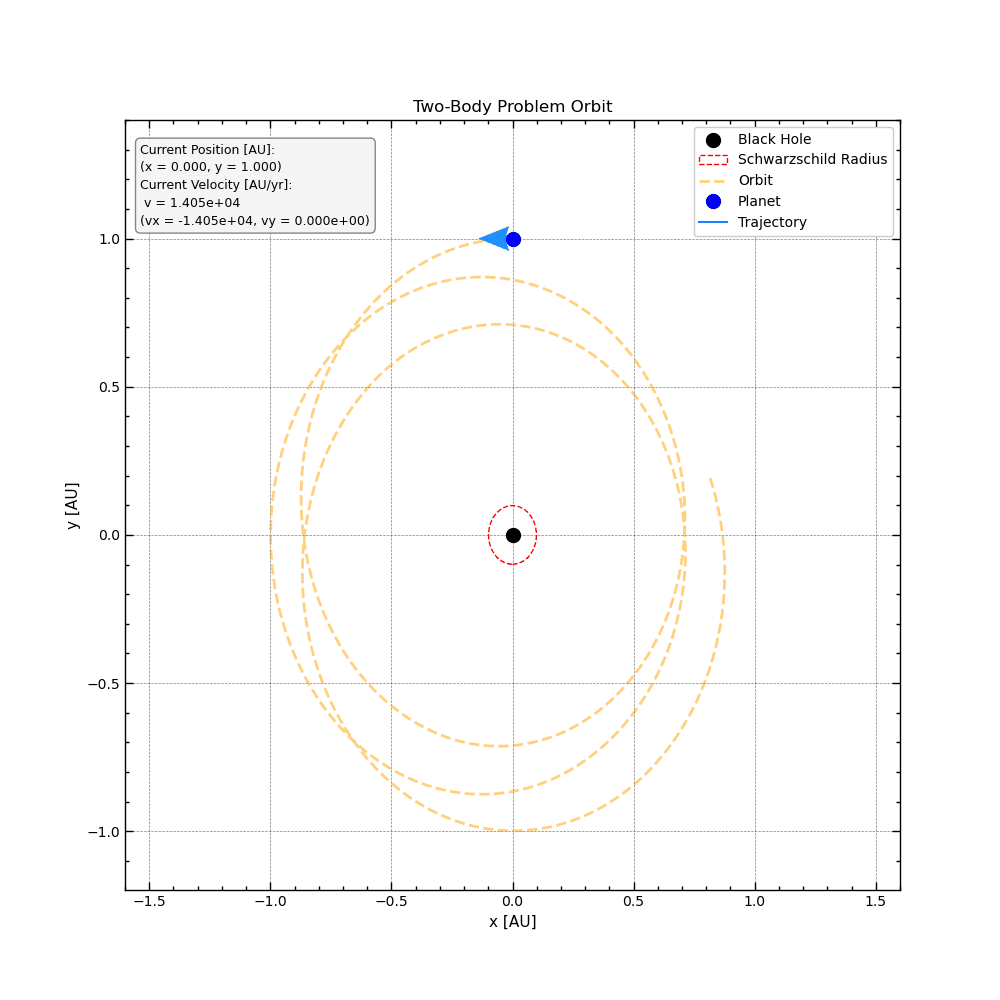 Two-Body Problem Orbit
Current Position [AU]:
(x = 0.000, y = 1.000)
Current Velocity [AU/yr]:
v = 1.405e+04
(vx = -1.405e+04, vy = 0.000e+00)
Black Hole
Schwarzschild Radius
Orbit
Planet
Trajectory
1.0
0.5
0.0
−0.5
−1.0
y [AU]
−1.5
−1.0
−0.5
0.0
0.5
1.0
1.5
x [AU]